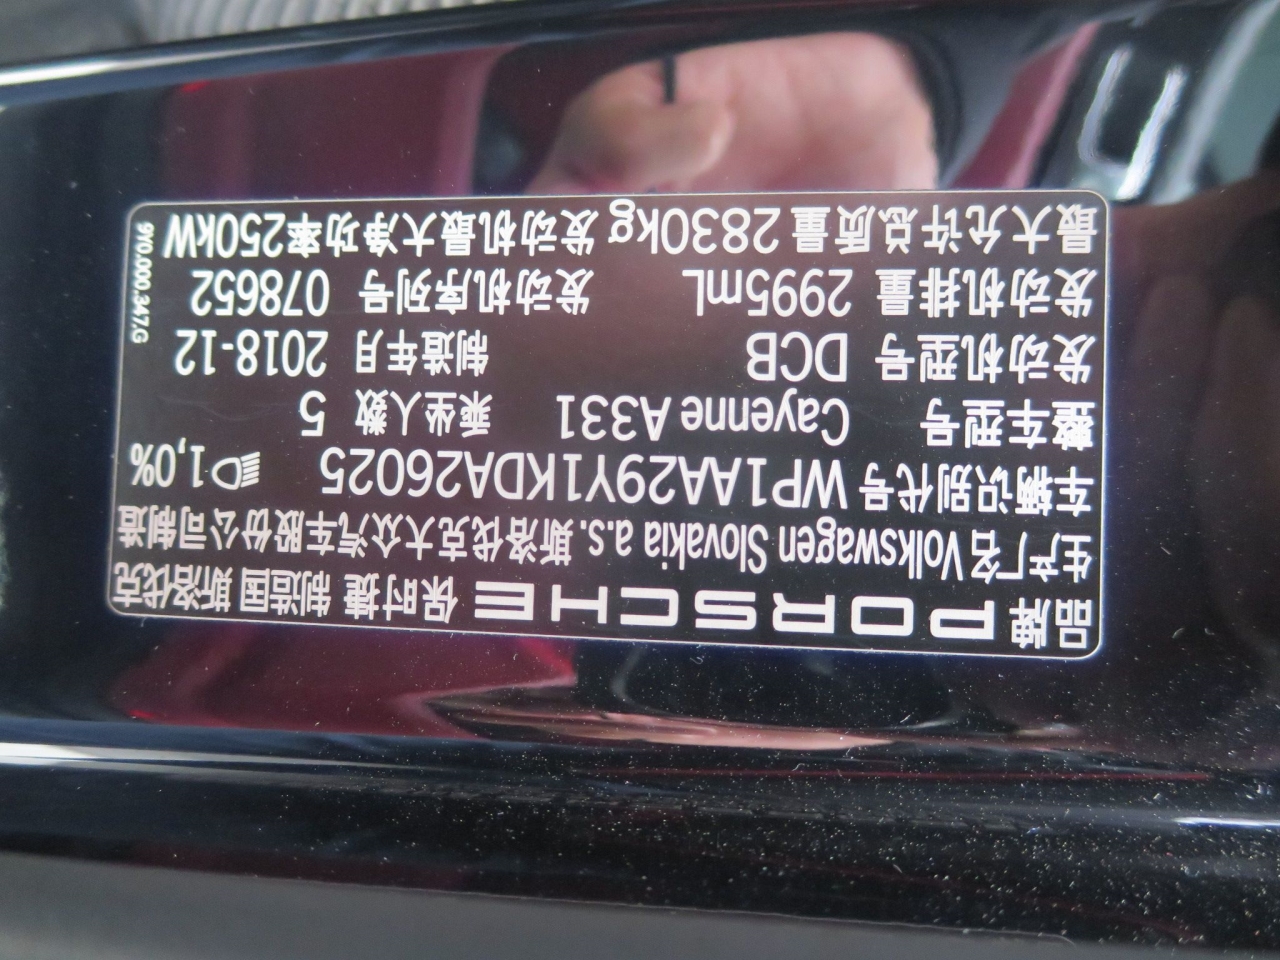 品牌 PORSCHE 保时捷 制造国 斯洛伐克
生产厂名 Volkswagen Slovakia a.s. 斯洛伐克大众汽车股份公司制造
车辆识别代号 WP1AA29Y1KDA26025 1,0%
整车型号 Cayenne A331 乘坐人数 5
发动机型号 DCB 制造年月 2018-12
发动机排量 2995mL 发动机序列号 078652
最大允许总质量 2830kg 发动机最大净功率250kW
9Y0.000.347.G